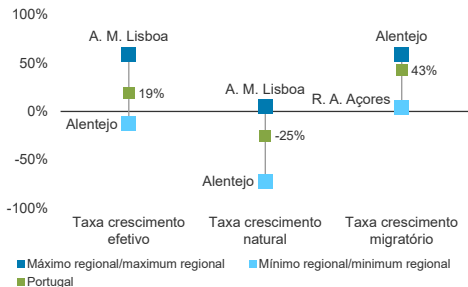 100%
50%
0%
-50%
-100%
A. M. Lisboa
19%
Alentejo
A. M. Lisboa
-25%
Alentejo
Alentejo
43%
R. A. Açores
Taxa crescimento
efetivo
Taxa crescimento
natural
Taxa crescimento
migratório
Máximo regional/maximum regional
Mínimo regional/minimum regional
Portugal